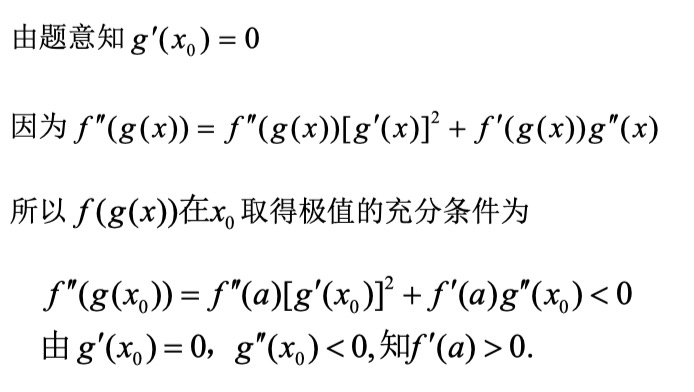 由题意知 g′(x₀) = 0
因为 f″(g(x)) = f″(g(x))[g′(x)]² + f′(g(x))g″(x)
所以 f(g(x))在x₀ 取得极值的充分条件为
f″(g(x₀)) = f″(a)[g′(x₀)]² + f′(a)g″(x₀) < 0
由 g′(x₀) = 0，g″(x₀) < 0, 知f′(a) > 0.